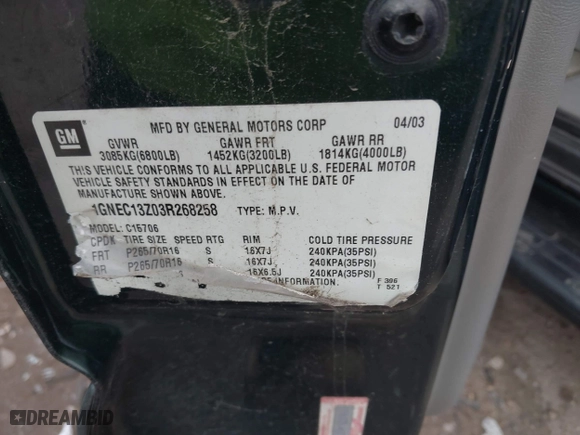 GM
MFD BY GENERAL MOTORS CORP 04/03
GVWR GAWR FRT GAWR RR
3085KG(6800LB) 1452KG(3200LB) 1814KG(4000LB)
THIS VEHICLE CONFORMS TO ALL APPLICABLE U.S. FEDERAL MOTOR
VEHICLE SAFETY STANDARDS IN EFFECT ON THE DATE OF
MANUFACTURE SHOWN ABOVE.
1GNEC13Z03R268258 TYPE: M.P.V.
MODEL: C15706
TIRE SIZE SPEED RTG RIM COLD TIRE PRESSURE
FRT P265/70R16 S 16X7J 240KPA(35PSI)
RR P265/70R16 S 16X7J 240KPA(35PSI)
16X6.5J 240KPA(35PSI)
INFORMATION. F 386
T 521
DREAMBID